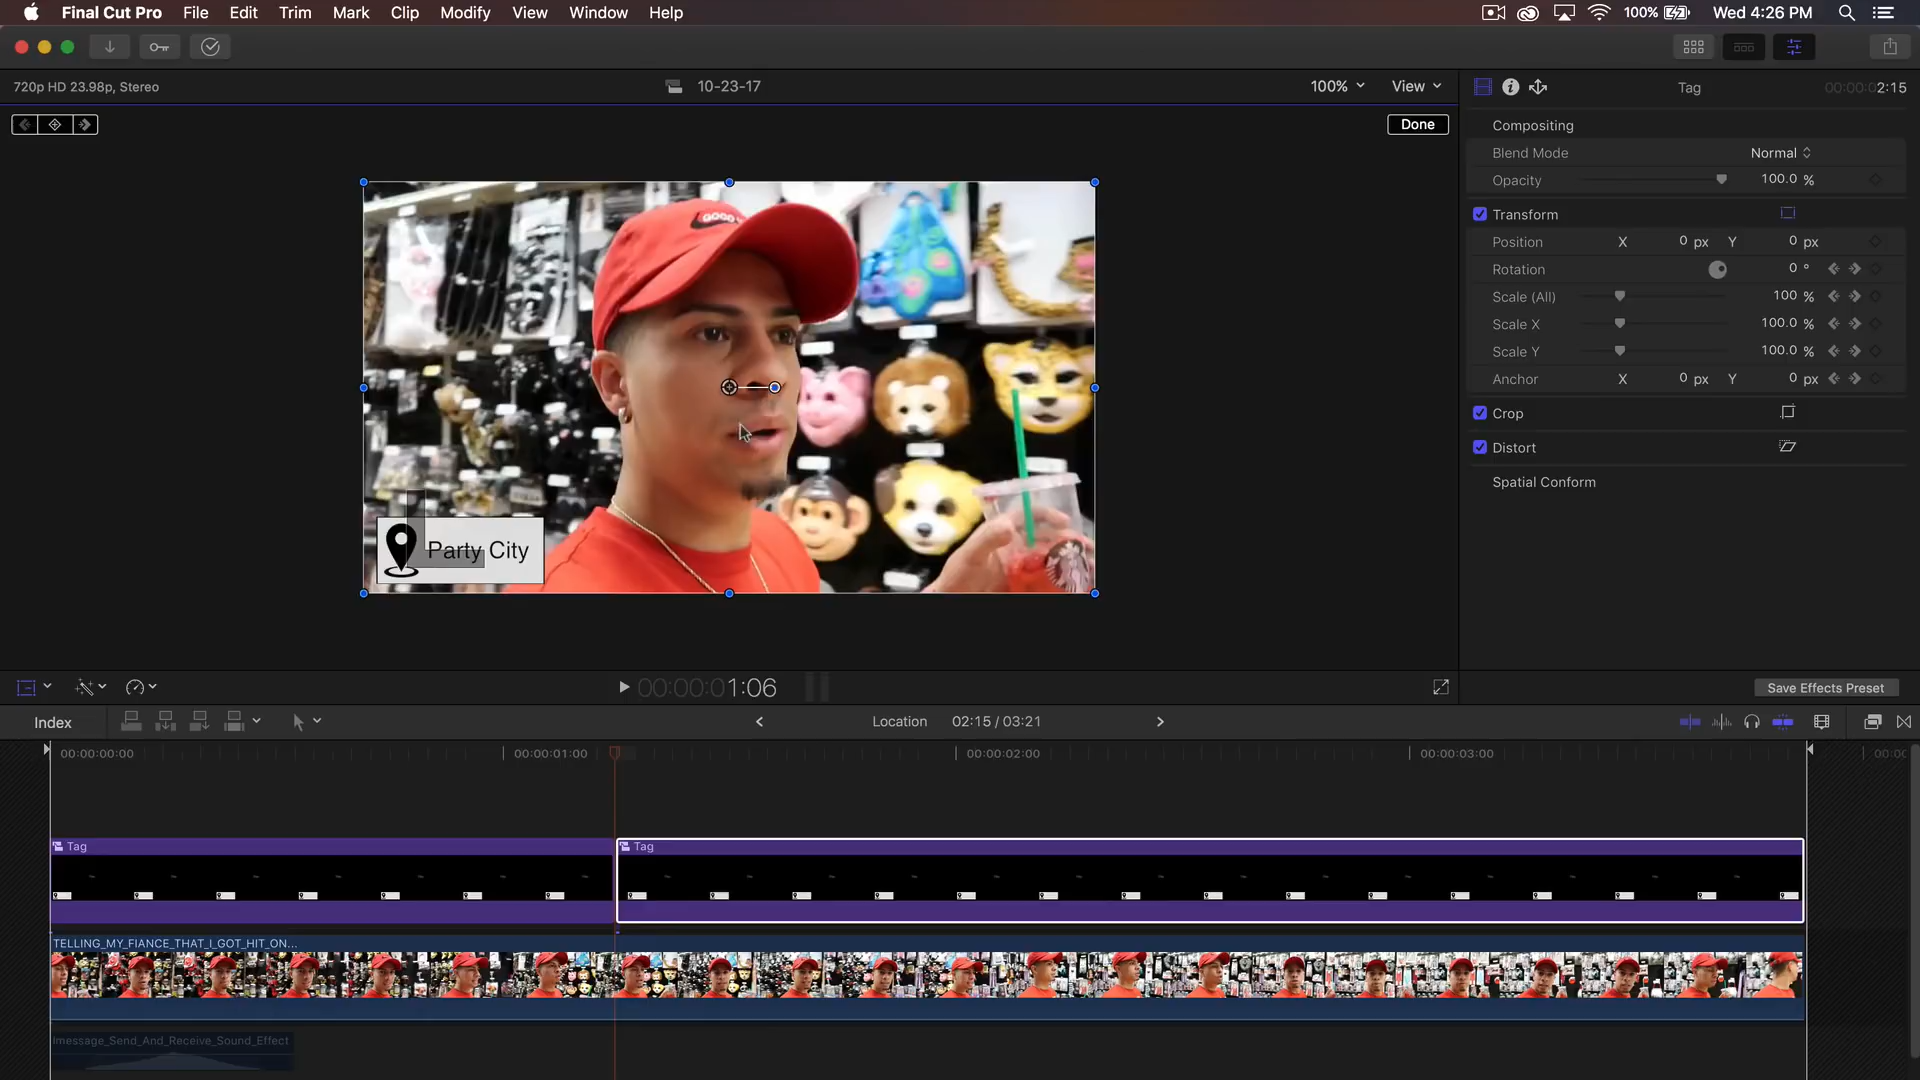 Final Cut Pro File Edit Trim Mark Clip Modify View Window Help 100% Wed 4:26 PM
720p HD 23.98p, Stereo 10-23-17 100% View Tag 00:00:02:15
Done
Compositing
Blend Mode Normal
Opacity 100.0 %
Transform
Position X 0 px Y 0 px
Rotation 0 °
Scale (All) 100 %
Scale X 100.0 %
Scale Y 100.0 %
Anchor X 0 px Y 0 px
Crop
Distort
Spatial Conform
GOOD
Party City
00:00:01:06 Save Effects Preset
Index Location 02:15 / 03:21
00:00:00:00 00:00:01:00 00:00:02:00 00:00:03:00
Tag Tag
TELLING_MY_FIANCE_THAT_I_GOT_HIT_ON...
Imessage_Send_And_Receive_Sound_Effect